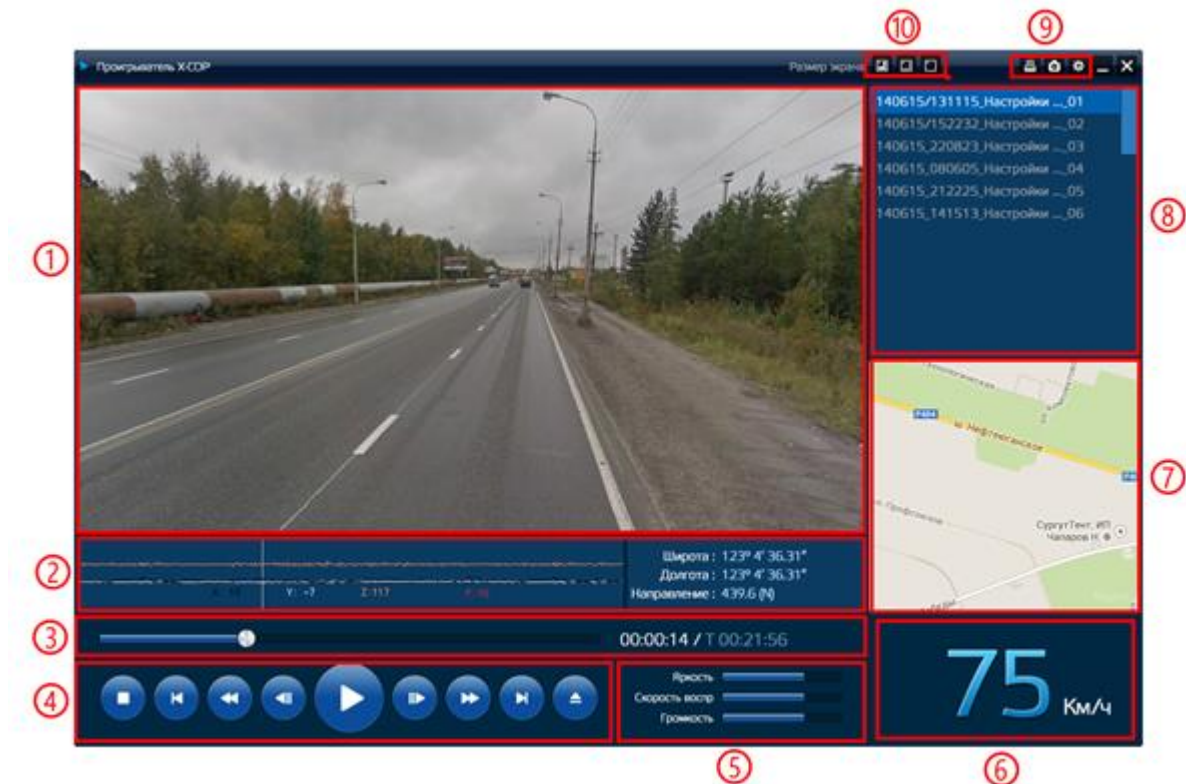 ⑩ ⑨
Проигрыватель X-COP
Размер экрана
140615/131115_Настройки ..._01
140615/152232_Настройки ..._02
140615_220823_Настройки ..._03
140615_080605_Настройки ..._04
140615_212225_Настройки ..._05
140615_141513_Настройки ..._06
①
⑧
P404
ш. Нефтеюганское
⑦
СургутТент, ИП
Чапаров Н.
②
Y: -7 Z:117
Широта : 123º 4' 36.31"
Долгота : 123º 4' 36.31"
Направление : 439.6 (N)
③
00:00:14 / T 00:21:56
④
Яркость
Скорость воспр
Громкость
75 Км/ч
⑤ ⑥